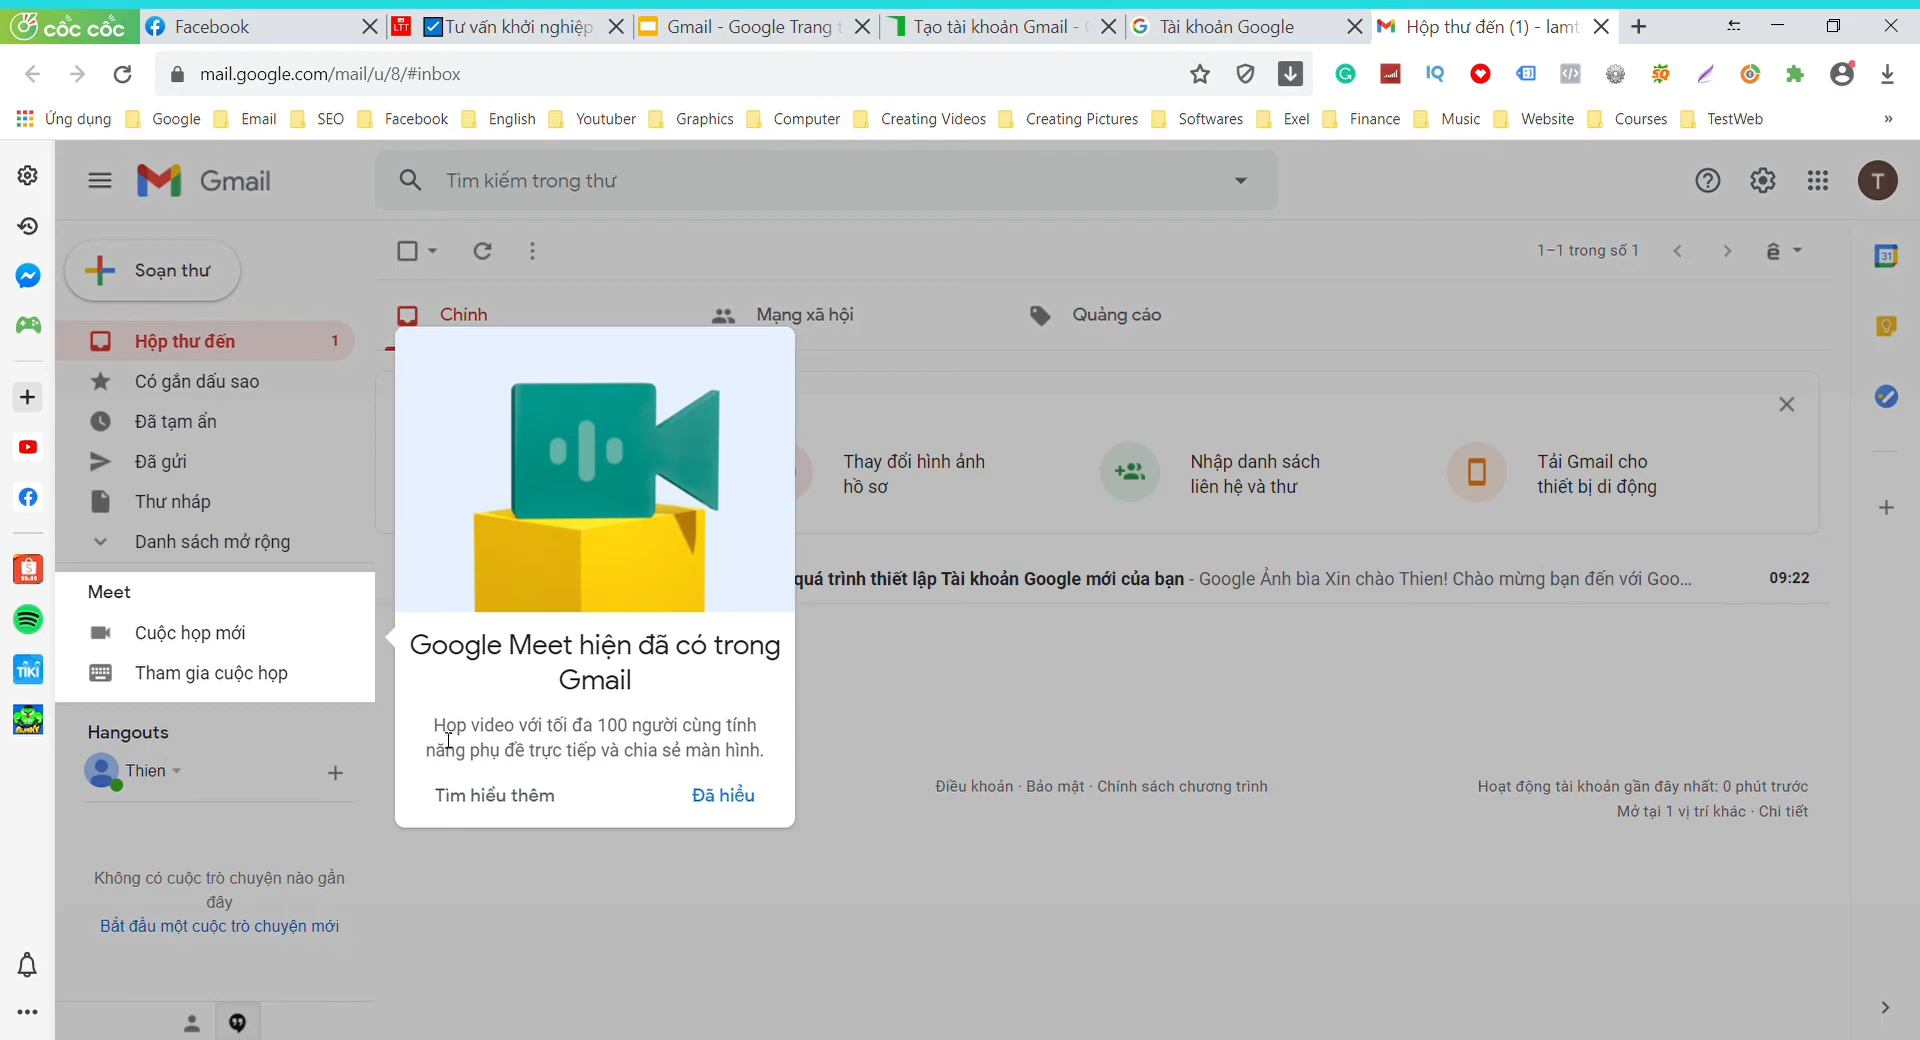 cốc cốc
Facebook
LTT
Tư vấn khởi nghiệp
Gmail - Google Trang t
Tạo tài khoản Gmail - G
Tài khoản Google
Hộp thư đến (1) - lamt
mail.google.com/mail/u/8/#inbox
IQ
SQ
Ứng dụng
Google
Email
SEO
Facebook
English
Youtuber
Graphics
Computer
Creating Videos
Creating Pictures
Softwares
Exel
Finance
Music
Website
Courses
TestWeb
»
Gmail
Tìm kiếm trong thư
T
Soạn thư
1–1 trong số 1
ê
31
Chính
Mạng xã hội
Quảng cáo
Hộp thư đến
1
Có gắn dấu sao
Đã tạm ẩn
Đã gửi
Thư nháp
Danh sách mở rộng
Thay đổi hình ảnh
hồ sơ
Nhập danh sách
liên hệ và thư
Tải Gmail cho
thiết bị di động
quá trình thiết lập Tài khoản Google mới của bạn - Google Ảnh bìa Xin chào Thien! Chào mừng bạn đến với Goo...
09:22
Meet
Cuộc họp mới
Tham gia cuộc họp
Google Meet hiện đã có trong
Gmail
Họp video với tối đa 100 người cùng tính
năng phụ đề trực tiếp và chia sẻ màn hình.
Tìm hiểu thêm
Đã hiểu
TIKI
Hangouts
Thien
Điều khoản · Bảo mật · Chính sách chương trình
Hoạt động tài khoản gần đây nhất: 0 phút trước
Mở tại 1 vị trí khác · Chi tiết
Không có cuộc trò chuyện nào gần
đây
Bắt đầu một cuộc trò chuyện mới